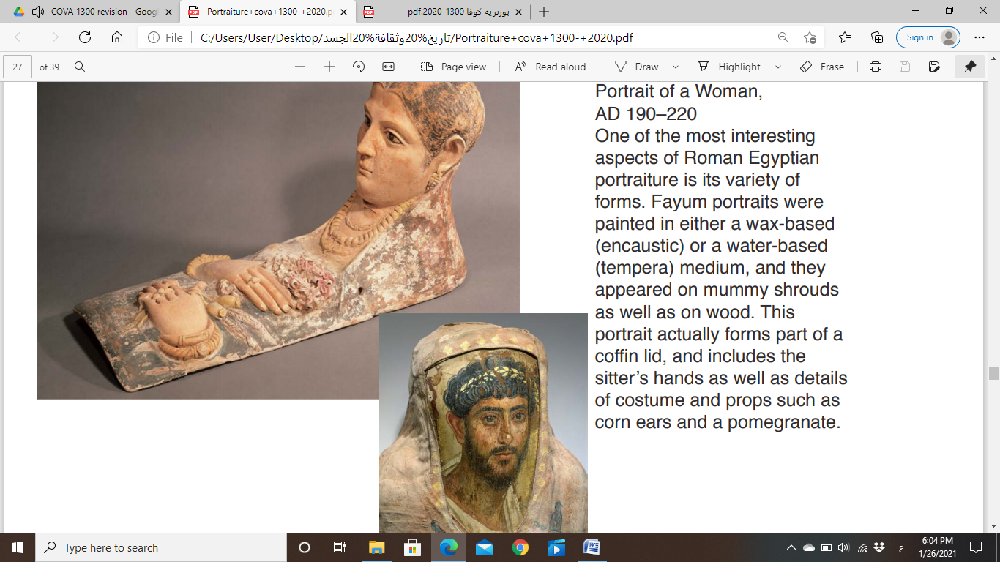 COVA 1300 revision - Googl
Portraiture+cova+1300-+2020.p
بورتريه كوفا 1300-2020.pdf
File
C:/Users/User/Desktop/تاريخ%20وثقافة%20الجسد/Portraiture+cova+1300-+2020.pdf
Sign in
27 of 39
Page view
Read aloud
Draw
Highlight
Erase
Portrait of a Woman,
AD 190–220
One of the most interesting
aspects of Roman Egyptian
portraiture is its variety of
forms. Fayum portraits were
painted in either a wax-based
(encaustic) or a water-based
(tempera) medium, and they
appeared on mummy shrouds
as well as on wood. This
portrait actually forms part of a
coffin lid, and includes the
sitter’s hands as well as details
of costume and props such as
corn ears and a pomegranate.
Type here to search
ع
6:04 PM
1/26/2021